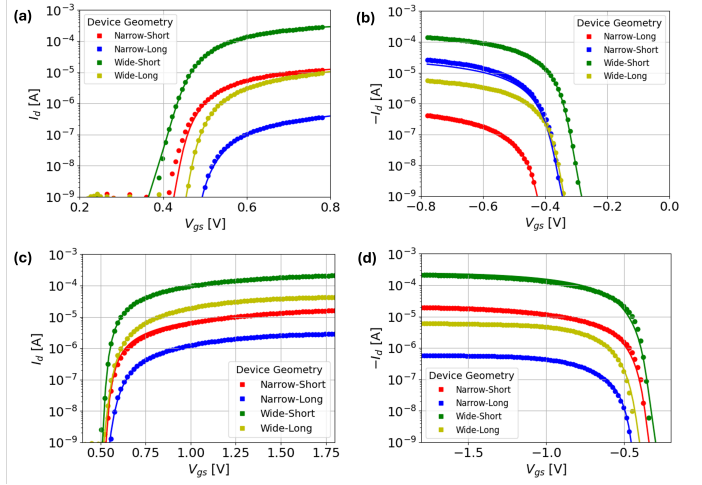 (a)
Device Geometry
Narrow-Short
Narrow-Long
Wide-Short
Wide-Long
10⁻³
10⁻⁴
10⁻⁵
10⁻⁶
10⁻⁷
10⁻⁸
10⁻⁹
I_d [A]
0.2 0.4 0.6 0.8
V_gs [V]
(b)
Device Geometry
Narrow-Long
Narrow-Short
Wide-Short
Wide-Long
10⁻³
10⁻⁴
10⁻⁵
10⁻⁶
10⁻⁷
10⁻⁸
10⁻⁹
−I_d [A]
−0.8 −0.6 −0.4 −0.2 0.0
V_gs [V]
(c)
10⁻³
10⁻⁴
10⁻⁵
10⁻⁶
10⁻⁷
10⁻⁸
10⁻⁹
I_d [A]
Device Geometry
Narrow-Short
Narrow-Long
Wide-Short
Wide-Long
0.50 0.75 1.00 1.25 1.50 1.75
V_gs [V]
(d)
10⁻³
10⁻⁴
10⁻⁵
10⁻⁶
10⁻⁷
10⁻⁸
10⁻⁹
−I_d [A]
Device Geometry
Narrow-Short
Narrow-Long
Wide-Short
Wide-Long
−1.5 −1.0 −0.5
V_gs [V]